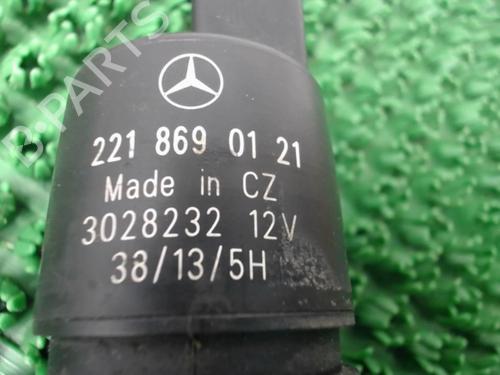 B-PARTS
221 869 01 21
Made in CZ
3028232 12V
38/13/5H